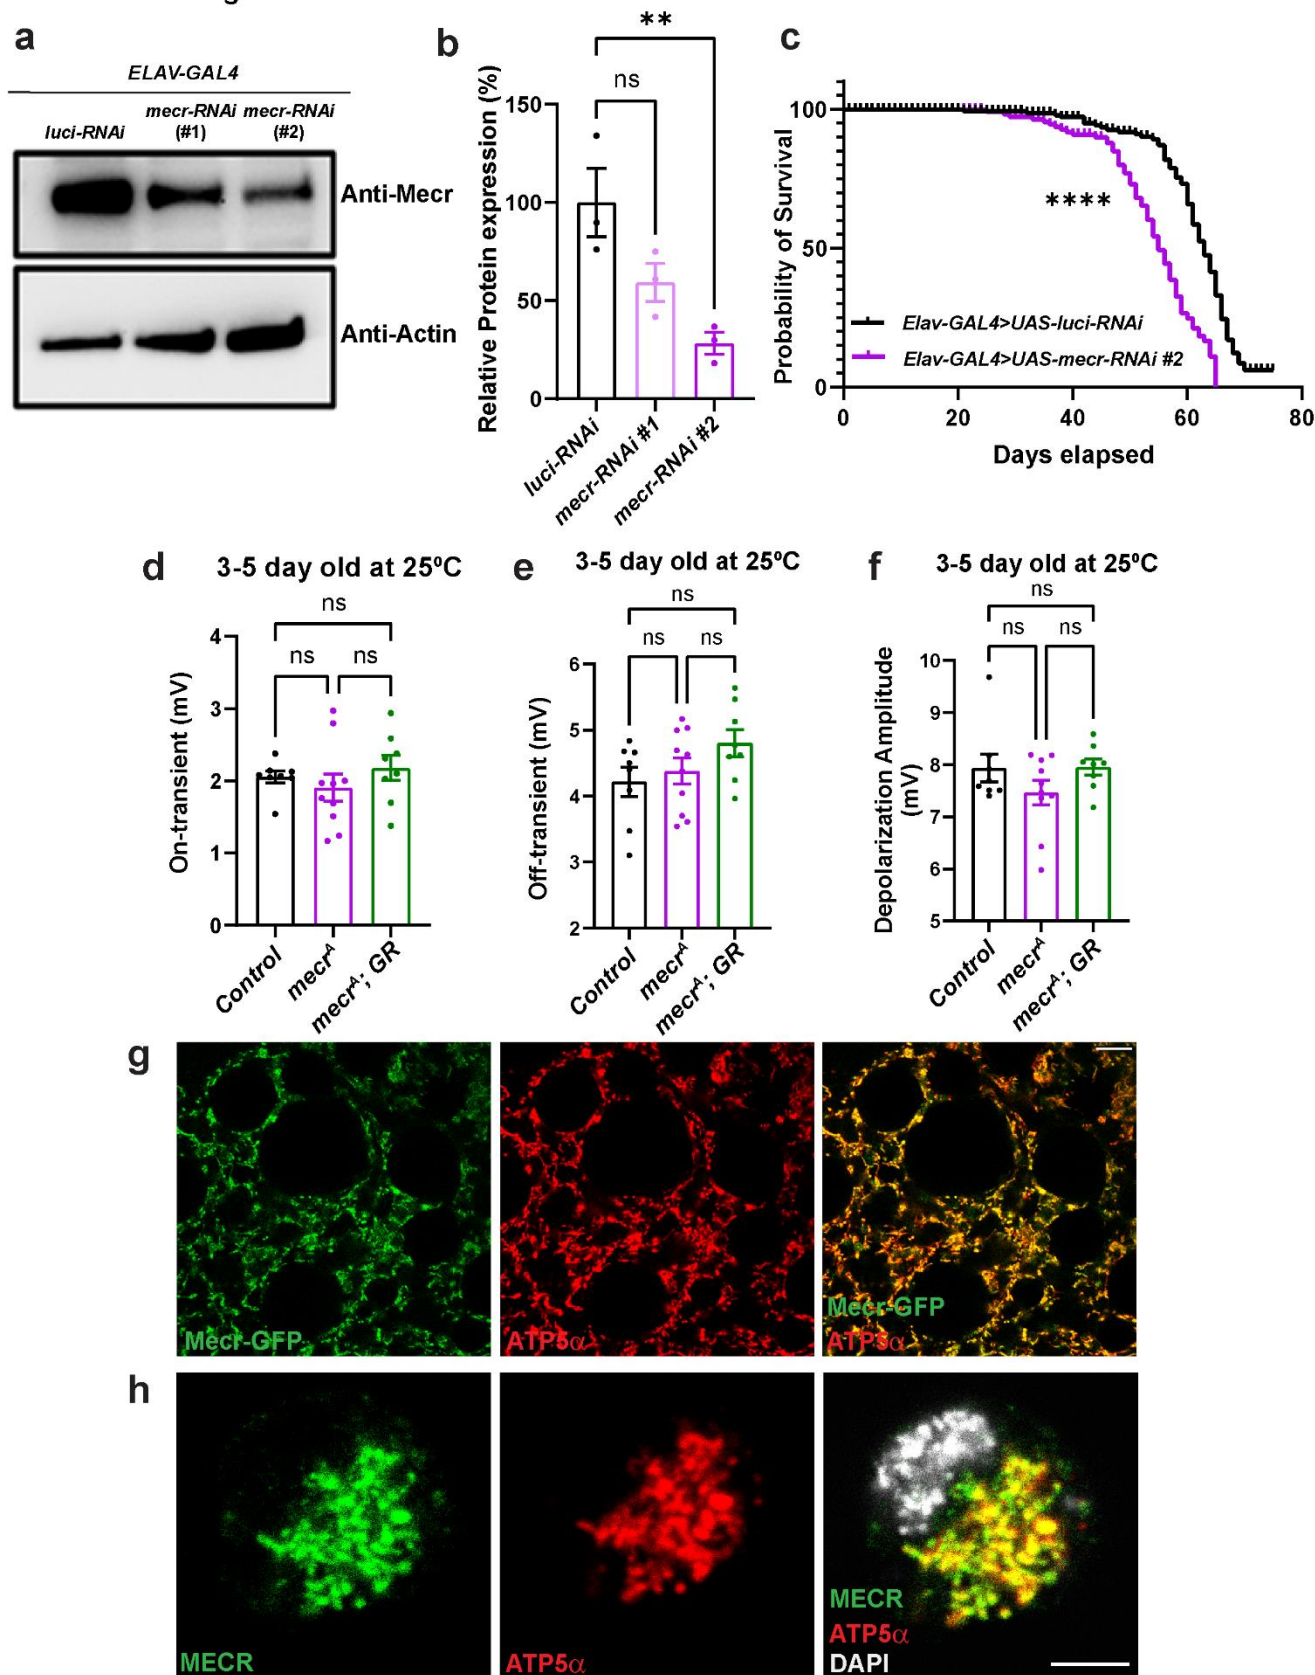 a
ELAV-GAL4
luci-RNAi
mecr-RNAi (#1)
mecr-RNAi (#2)
Anti-Mecr
Anti-Actin
b
**
ns
Relative Protein expression (%)
150
100
50
0
luci-RNAi
mecr-RNAi #1
mecr-RNAi #2
c
Probability of Survival
100
50
0
****
Elav-GAL4>UAS-luci-RNAi
Elav-GAL4>UAS-mecr-RNAi #2
0 20 40 60 80
Days elapsed
d
3-5 day old at 25ºC
ns
ns ns
On-transient (mV)
4
3
2
1
0
Control
mecrᴬ
mecrᴬ; GR
e
3-5 day old at 25ºC
ns
ns ns
Off-transient (mV)
6
5
4
3
2
Control
mecrᴬ
mecrᴬ; GR
f
3-5 day old at 25ºC
ns
ns ns
Depolarization Amplitude
(mV)
10
9
8
7
6
5
Control
mecrᴬ
mecrᴬ; GR
g
Mecr-GFP
ATP5α
Mecr-GFP
ATP5α
h
MECR
ATP5α
MECR
ATP5α
DAPI